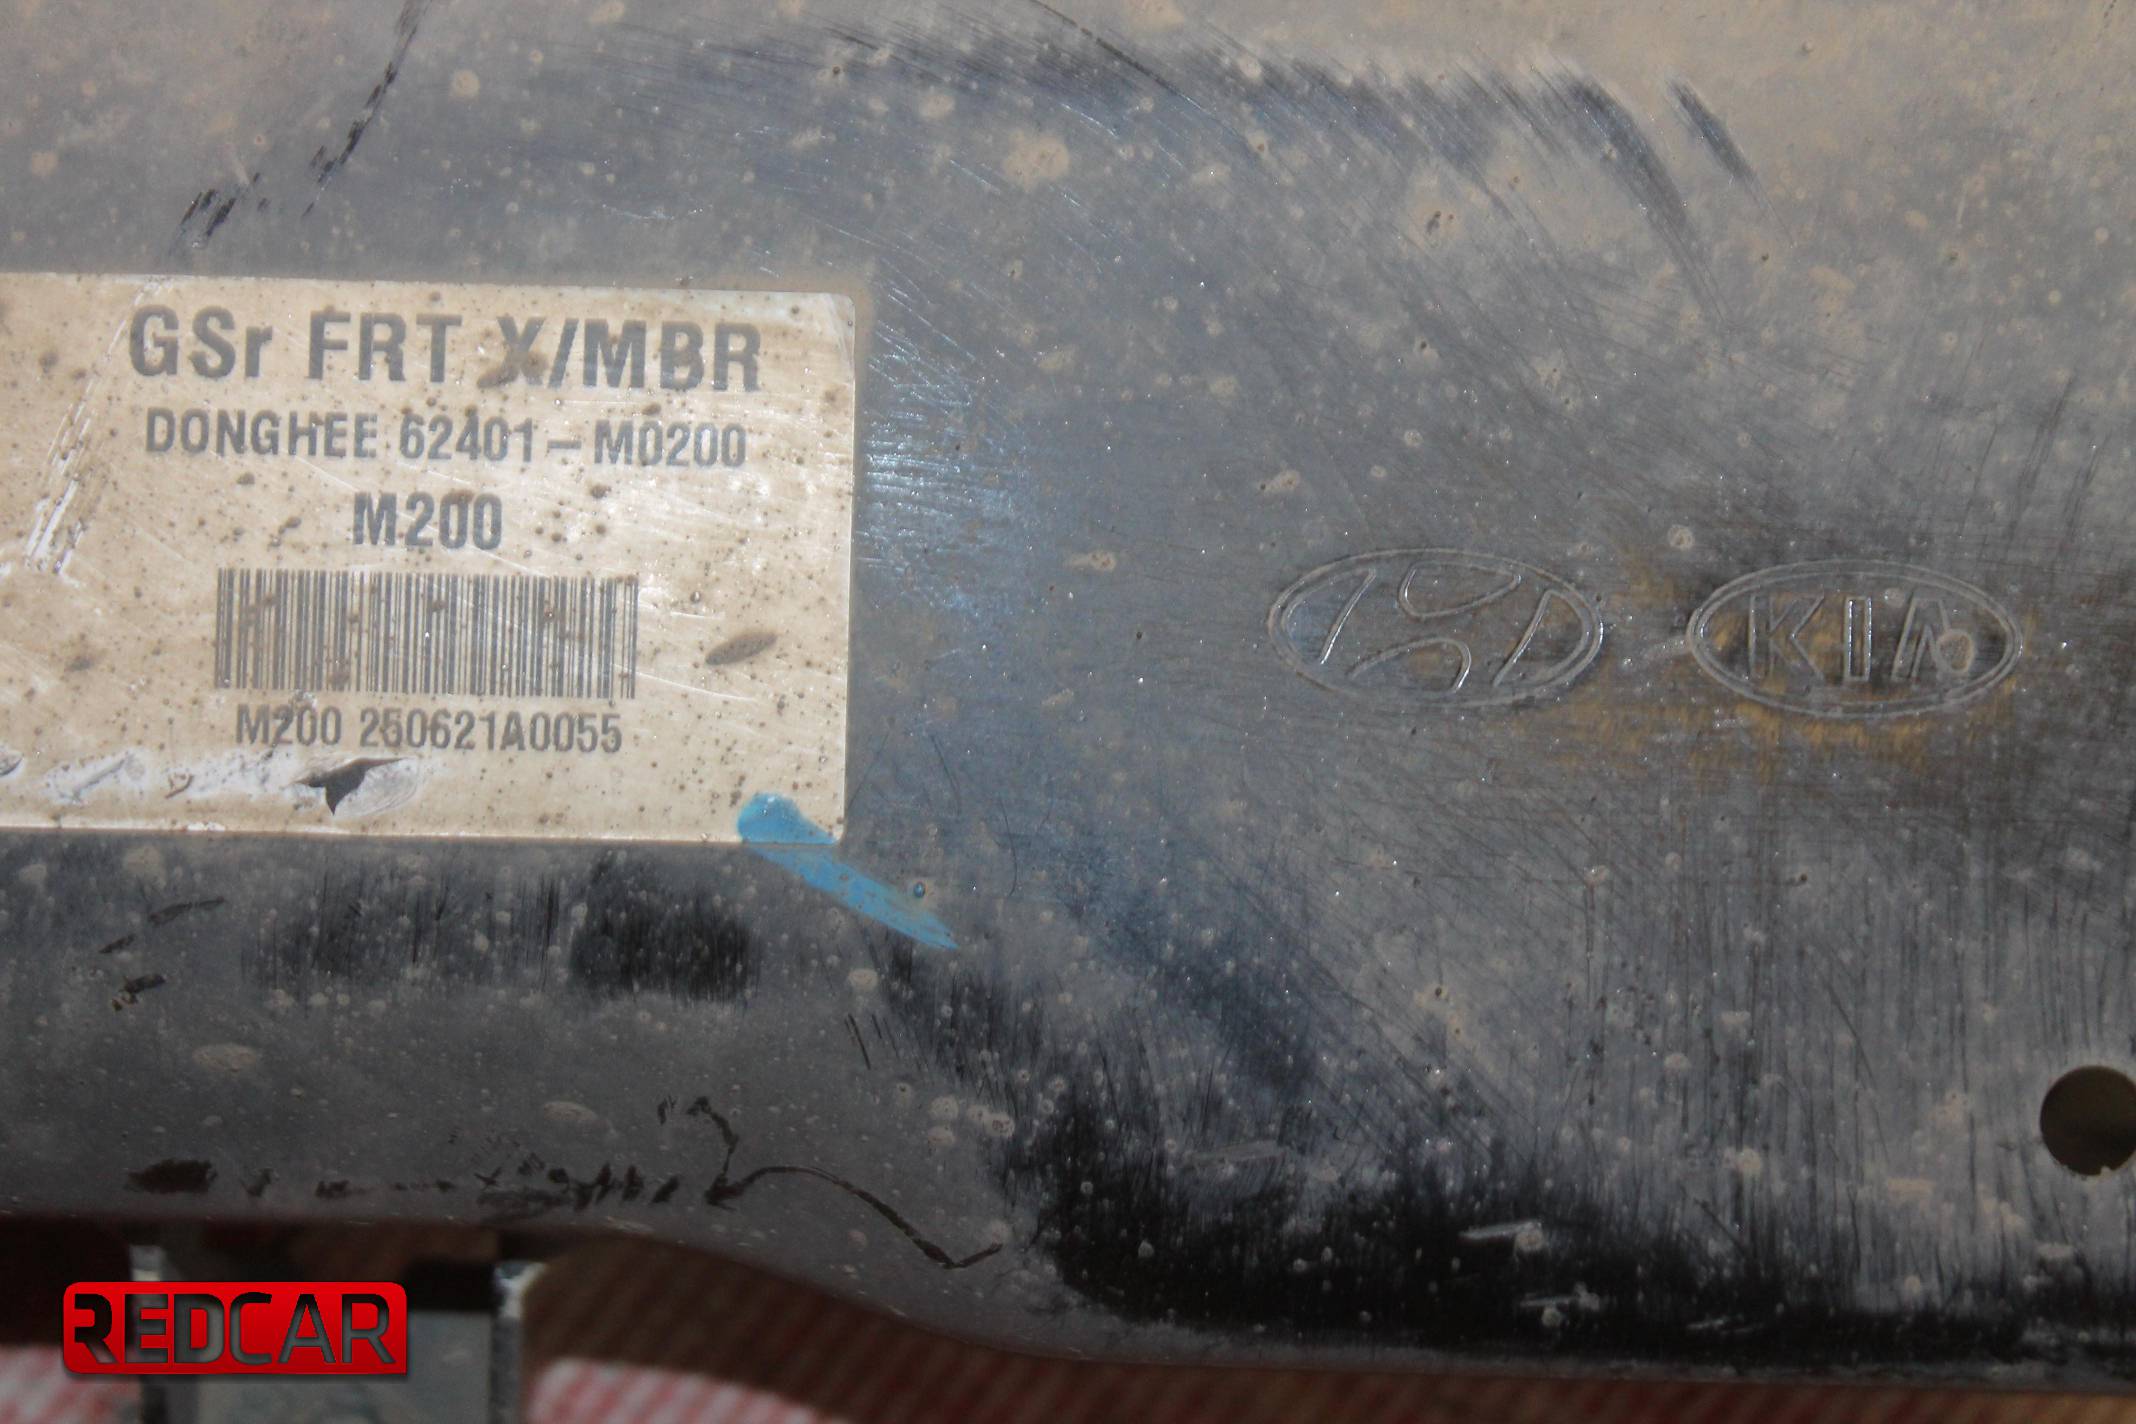 GSr FRT X/MBR
DONGHEE 62401-M0200
M200
M200 250621A0055
KIA
REDCAR